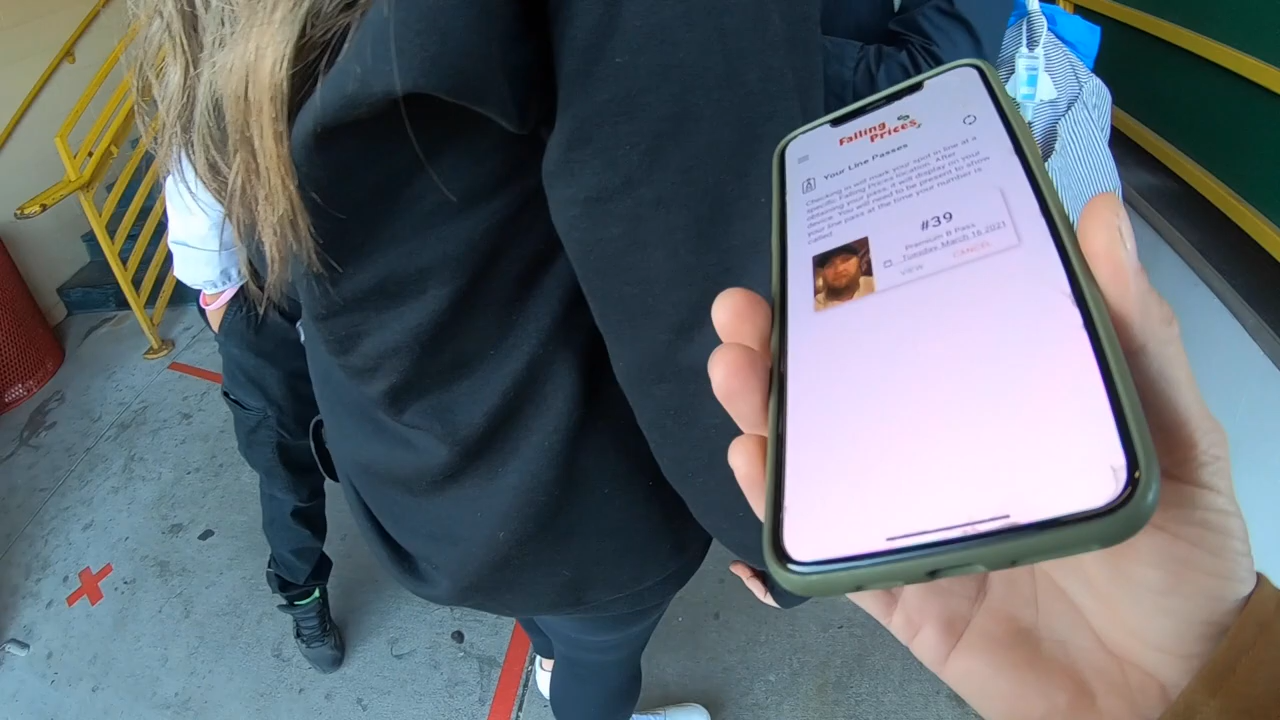 Falling
Prices
Your Line Passes
Checking in will mark your spot in line at a
specific Falling Prices location. After
obtaining your pass, it will display on your
device. You will need to be present to show
your line pass at the time your number is
called.
#39
Premium B Pass
Tuesday, March 16 2021
VIEW
CANCEL